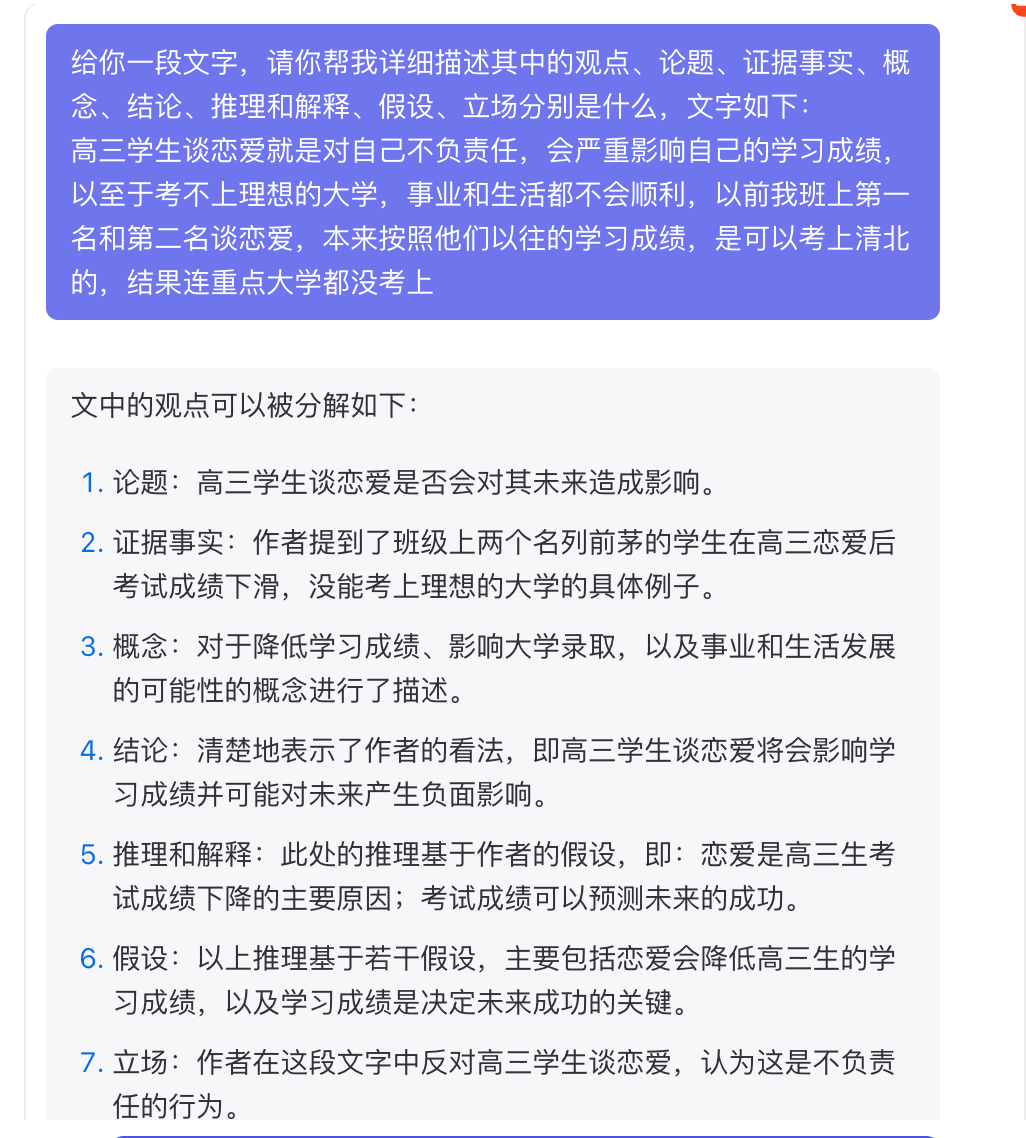 给你一段文字，请你帮我详细描述其中的观点、论题、证据事实、概
念、结论、推理和解释、假设、立场分别是什么，文字如下：
高三学生谈恋爱就是对自己不负责任，会严重影响自己的学习成绩，
以至于考不上理想的大学，事业和生活都不会顺利，以前我班上第一
名和第二名谈恋爱，本来按照他们以往的学习成绩，是可以考上清北
的，结果连重点大学都没考上
文中的观点可以被分解如下：
1. 论题：高三学生谈恋爱是否会对其未来造成影响。
2. 证据事实：作者提到了班级上两个名列前茅的学生在高三恋爱后
考试成绩下滑，没能考上理想的大学的具体例子。
3. 概念：对于降低学习成绩、影响大学录取，以及事业和生活发展
的可能性的概念进行了描述。
4. 结论：清楚地表示了作者的看法，即高三学生谈恋爱将会影响学
习成绩并可能对未来产生负面影响。
5. 推理和解释：此处的推理基于作者的假设，即：恋爱是高三生考
试成绩下降的主要原因；考试成绩可以预测未来的成功。
6. 假设：以上推理基于若干假设，主要包括恋爱会降低高三生的学
习成绩，以及学习成绩是决定未来成功的关键。
7. 立场：作者在这段文字中反对高三学生谈恋爱，认为这是不负责
任的行为。